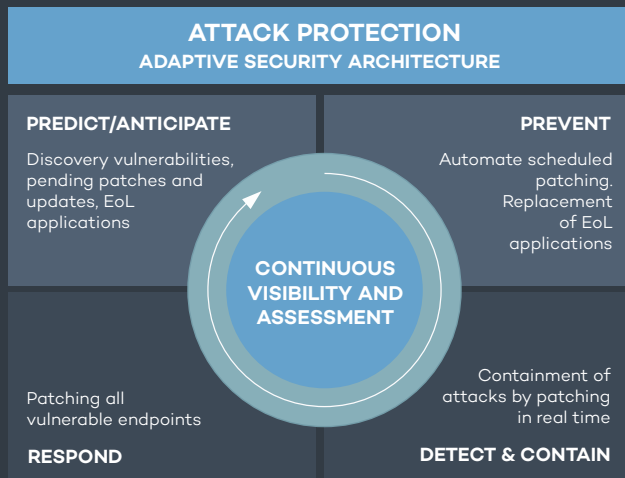 ATTACK PROTECTION
ADAPTIVE SECURITY ARCHITECTURE
PREDICT/ANTICIPATE
Discovery vulnerabilities,
pending patches and
updates, EoL
applications
PREVENT
Automate scheduled
patching.
Replacement
of EoL
applications
CONTINUOUS
VISIBILITY AND
ASSESSMENT
Patching all
vulnerable endpoints
RESPOND
Containment of
attacks by patching
in real time
DETECT & CONTAIN